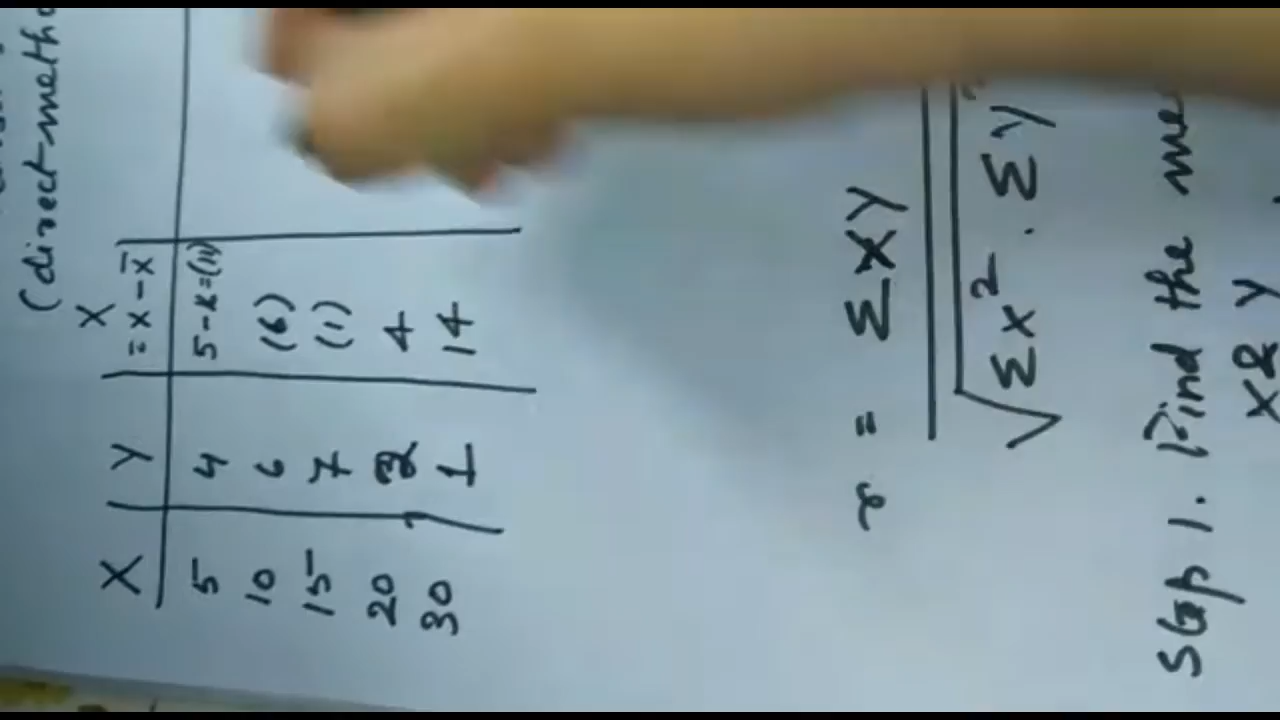 (direct metho
X Y X
= X - X̅
5 4 5-16=(11)
10 6 (6)
15 7 (1)
20 4
30 1 14
r = ΣXY
√ΣX² . ΣY²
Step 1. Find the me
X & Y